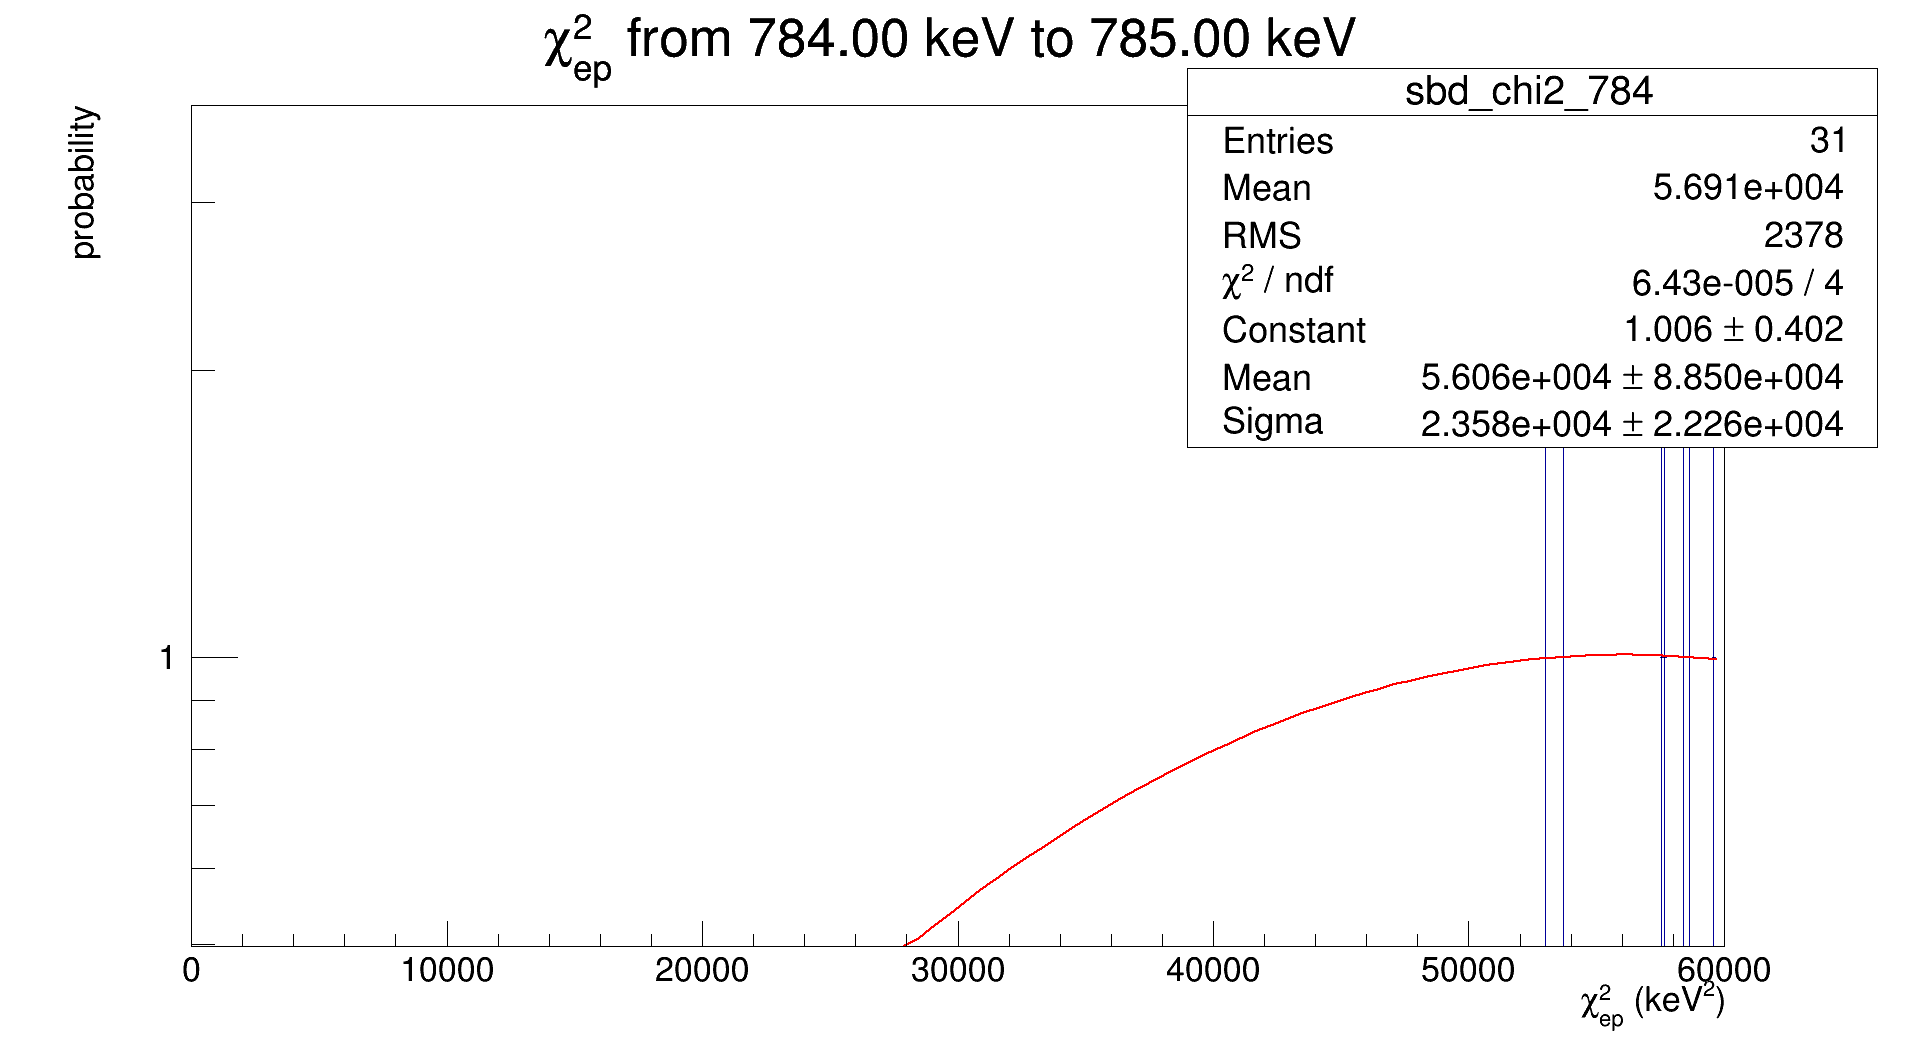 χ²ep from 784.00 keV to 785.00 keV
probability
sbd_chi2_784
Entries 31
Mean 5.691e+004
RMS 2378
χ² / ndf 6.43e-005 / 4
Constant 1.006 ± 0.402
Mean 5.606e+004 ± 8.850e+004
Sigma 2.358e+004 ± 2.226e+004
1
0 10000 20000 30000 40000 50000 60000
χ²ep (keV²)